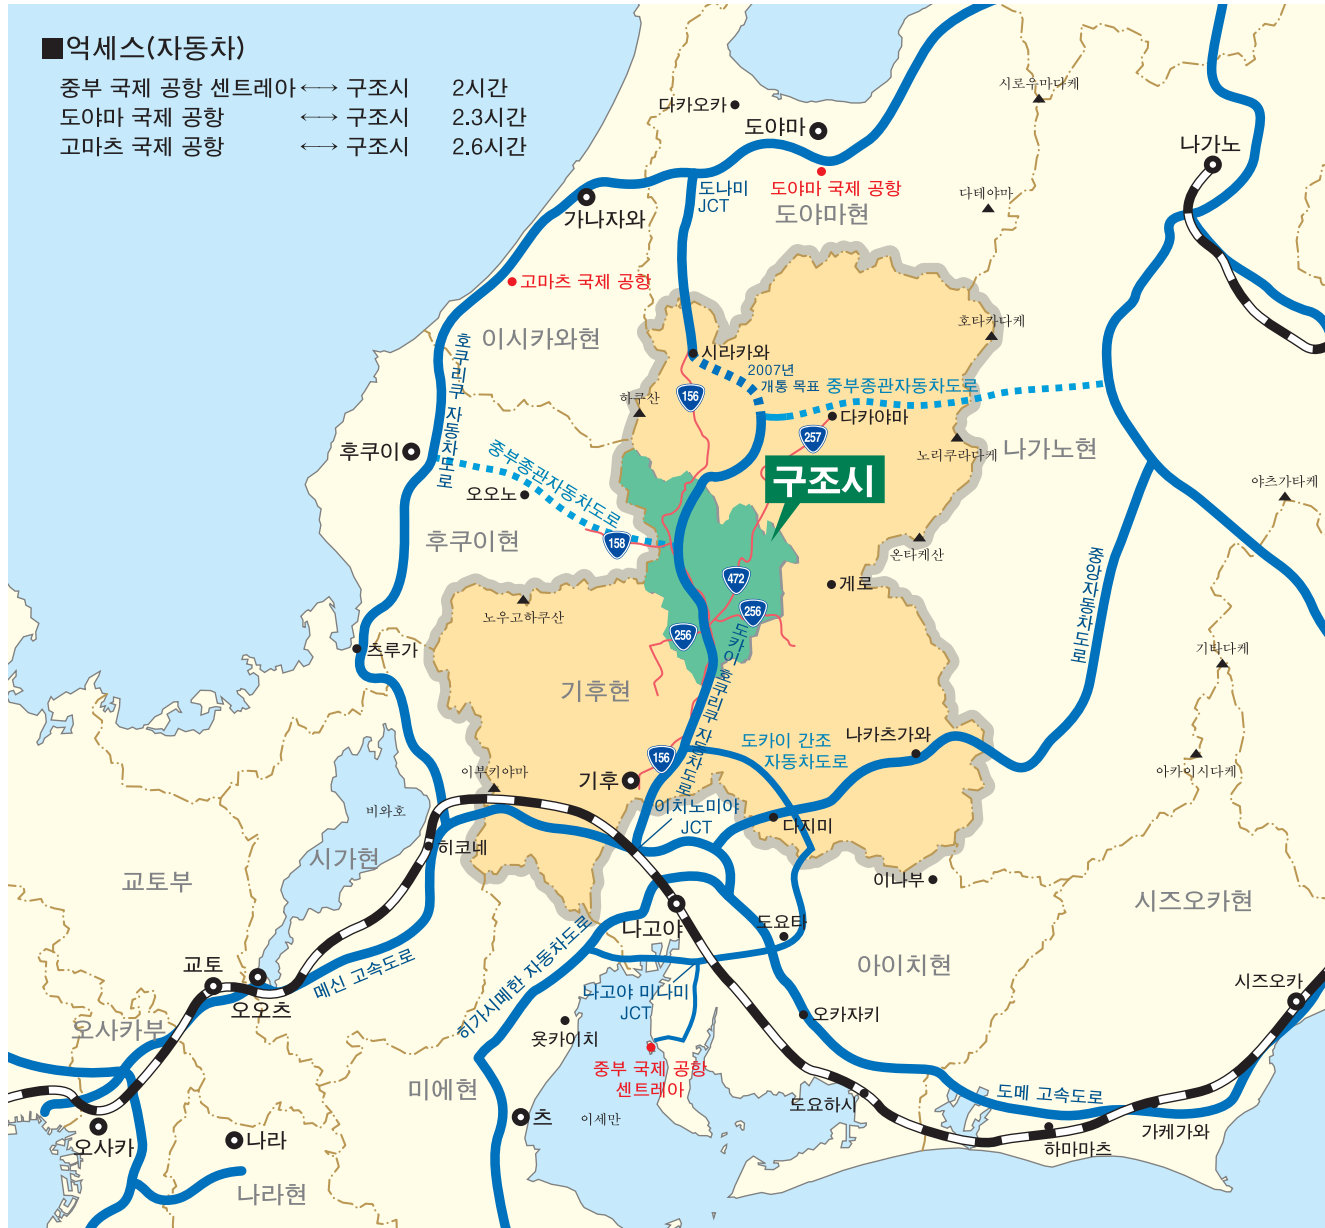 ■억세스(자동차)
중부 국제 공항 센트레아 ←→ 구조시 2시간
도야마 국제 공항 ←→ 구조시 2.3시간
고마츠 국제 공항 ←→ 구조시 2.6시간
시로우마다케
다카오카
도야마
나가노
도나미
JCT
도야마 국제 공항
다테야마
도야마현
가나자와
고마츠 국제 공항
이시카와현
호타카다케
호쿠리쿠 자동차도로
시라카와
2007년
개통 목표
중부종관자동차도로
하쿠산
156
다카야마
257
후쿠이
중부종관자동차도로
노리쿠라다케
나가노현
구조시
오오노
야츠가타케
후쿠이현
158
온타케산
중앙자동차도로
472
게로
노우고하쿠산
256
256
도카이 호쿠리쿠 자동차도로
츠루가
기타다케
기후현
나카츠가와
도카이 간조
자동차도로
156
이부키야마
기후
아카이시다케
비와호
이치노미야
JCT
다지미
히코네
시가현
교토부
이나부
시즈오카현
도요타
나고야
히가시메이한 자동차도로
교토
메신 고속도로
아이치현
오오츠
나고야 미나미
JCT
시즈오카
오카자키
오사카부
욧카이치
중부 국제 공항
센트레아
미에현
도메 고속도로
도요하시
츠
이세만
가케가와
오사카
나라
하마마츠
나라현